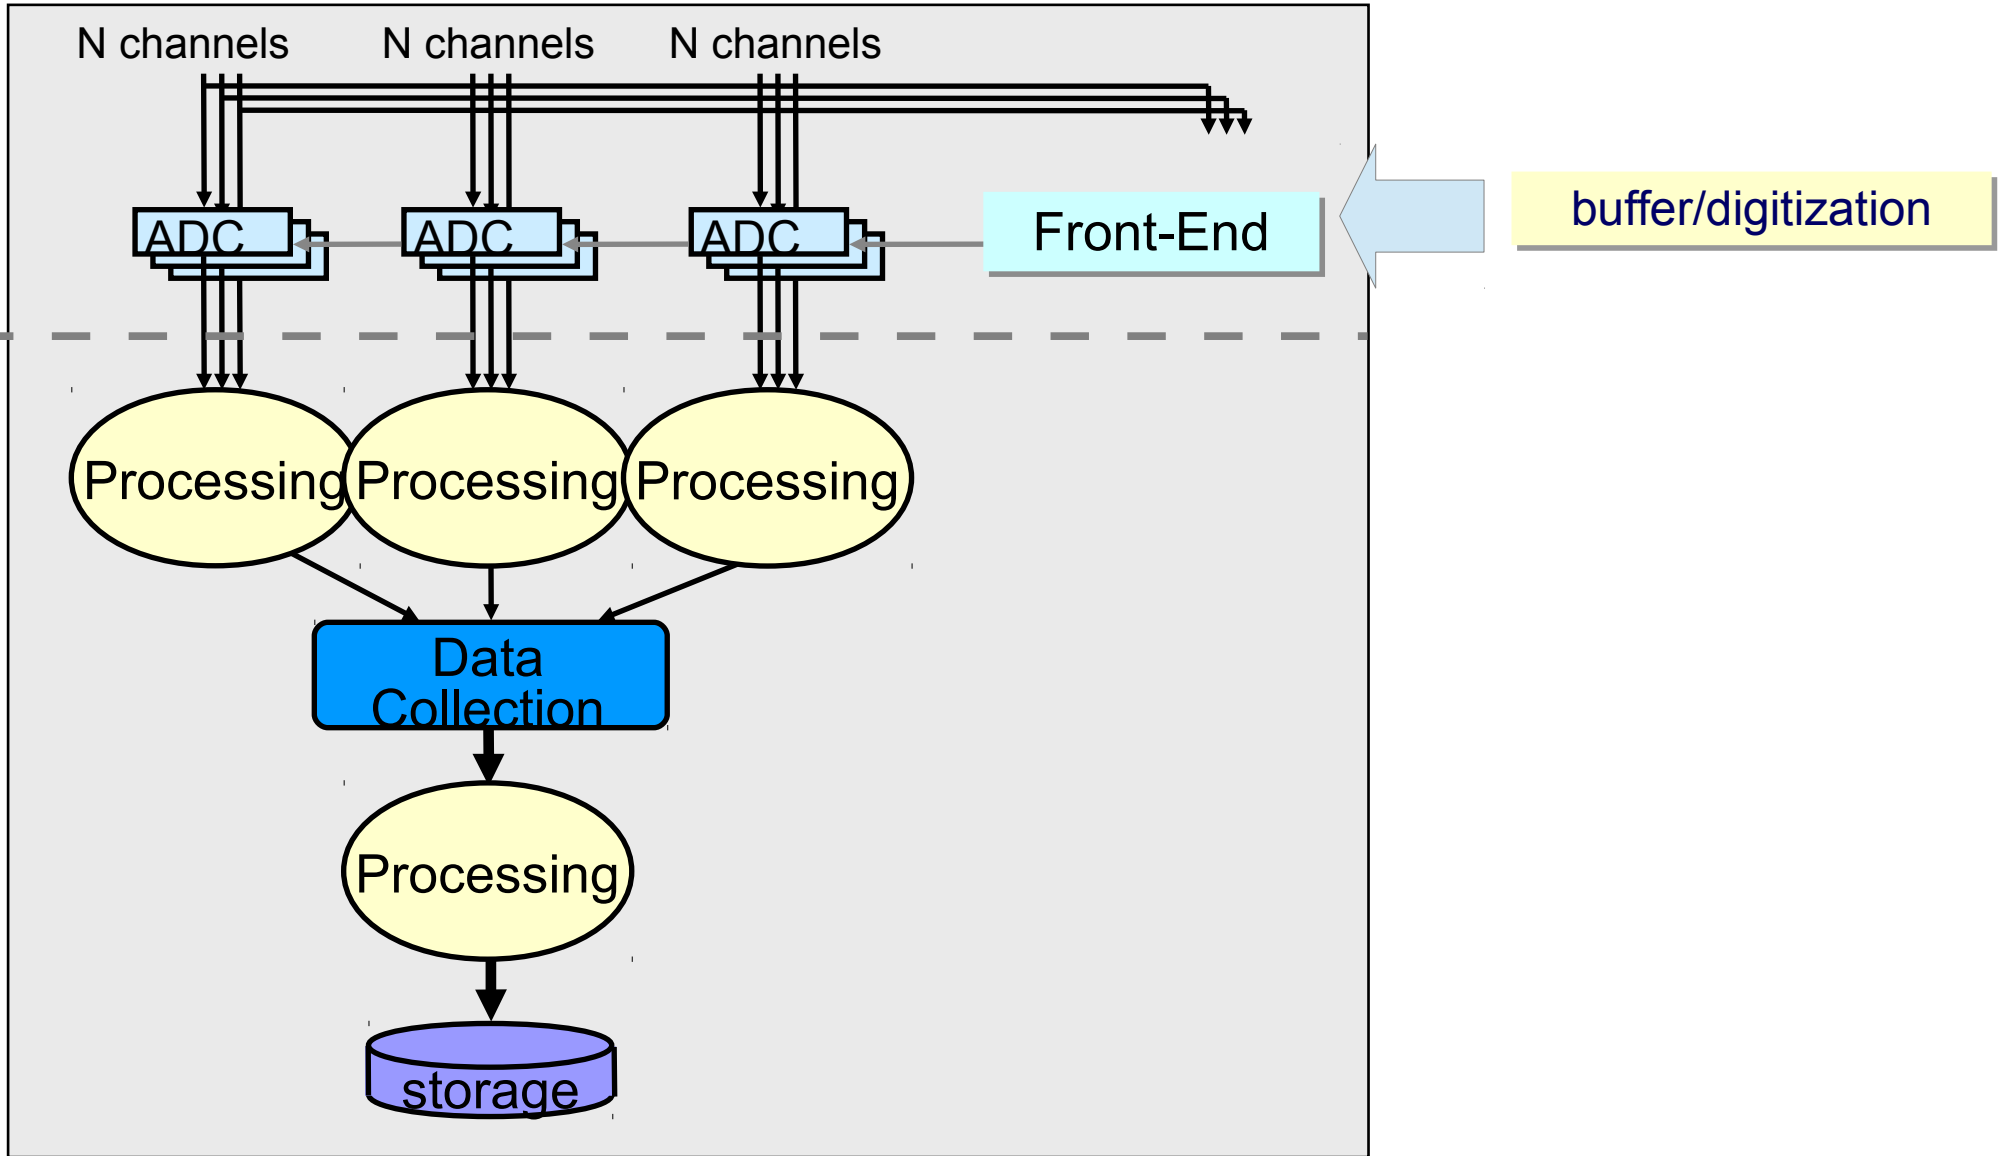 N channels
N channels
N channels
ADC
ADC
ADC
Front-End
buffer/digitization
Processing
Processing
Processing
Data
Collection
Processing
storage